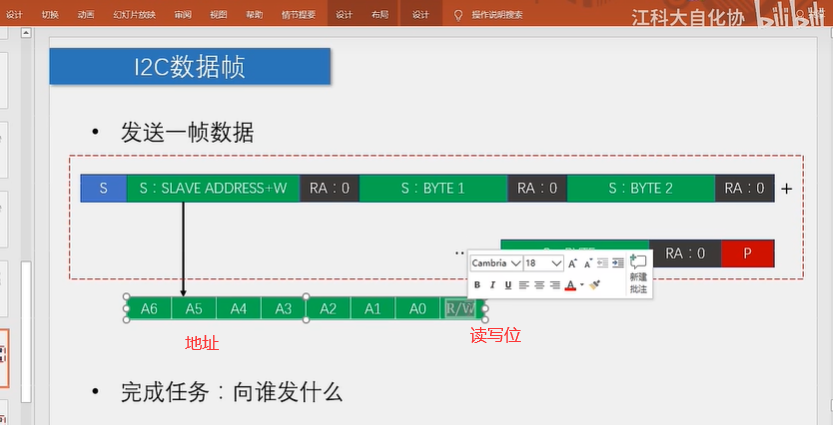 设计 切换 动画 幻灯片放映 审阅 视图 帮助 情节提要 设计 布局 设计 操作说明搜索
江科大自化协 bilibili
I2C数据帧
• 发送一帧数据
S S：SLAVE ADDRESS+W RA：0 S：BYTE 1 RA：0 S：BYTE 2 RA：0 +
RA：0 P
Cambria 18 A A
新建
批注
B I U A
A6 A5 A4 A3 A2 A1 A0 R/W
地址 读写位
• 完成任务：向谁发什么